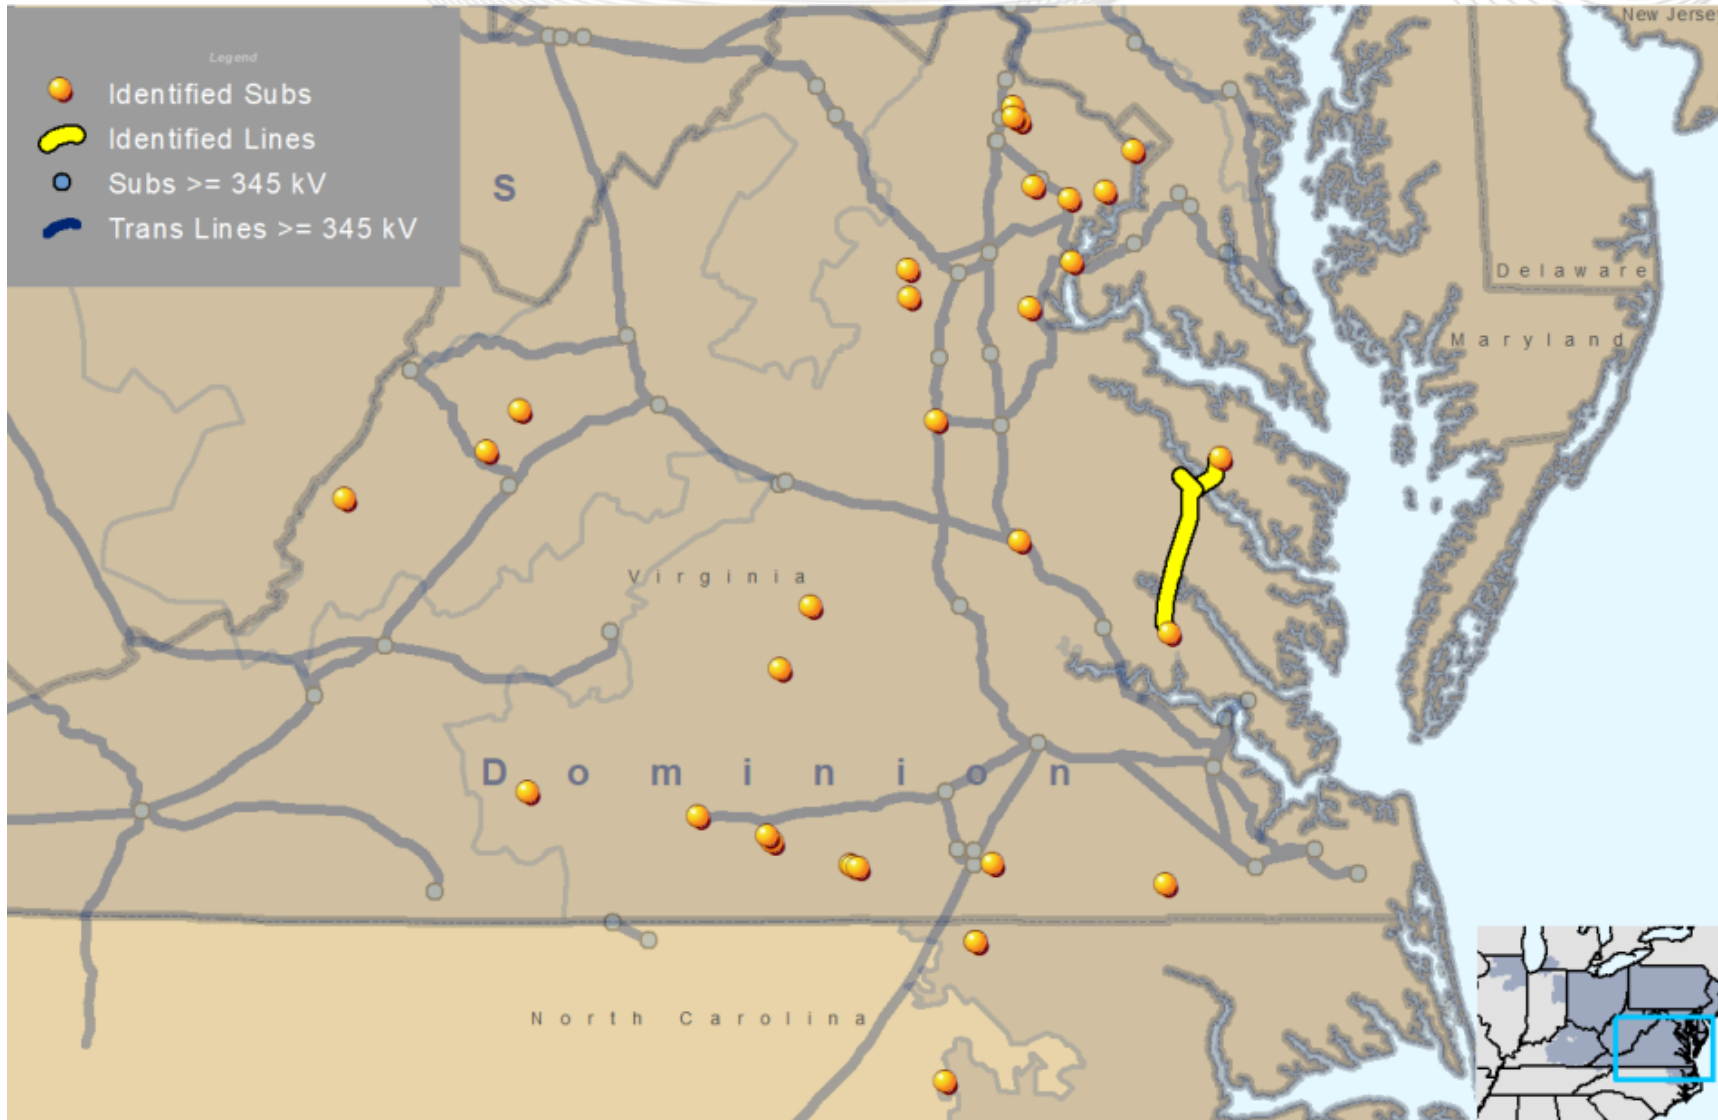 Legend
Identified Subs
Identified Lines
Subs >= 345 kV
Trans Lines >= 345 kV
New Jerse
S
Delaware
Maryland
Virginia
Dominion
North Carolina